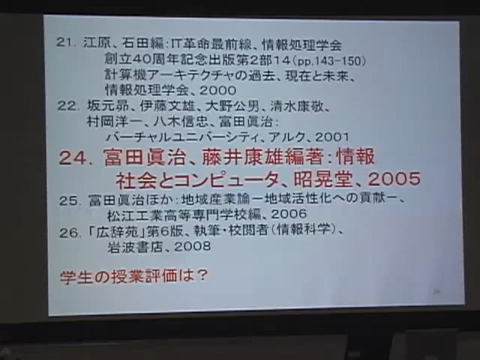 21. 江原、石田編:IT革命最前線、情報処理学会
創立40周年記念出版第2部14(pp.143-150)
計算機アーキテクチャの過去、現在と未来、
情報処理学会、2000
22. 坂元昴、伊藤文雄、大野公男、清水康敬、
村岡洋一、八木信忠、富田眞治:
バーチャルユニバーシティ、アルク、2001
24. 富田眞治、藤井康雄編著:情報
社会とコンピュータ、昭晃堂、2005
25. 富田眞治ほか:地域産業論-地域活性化への貢献-、
松江工業高等専門学校編、2006
26. 「広辞苑」第6版、執筆・校閲者(情報科学)、
岩波書店、2008
学生の授業評価は?